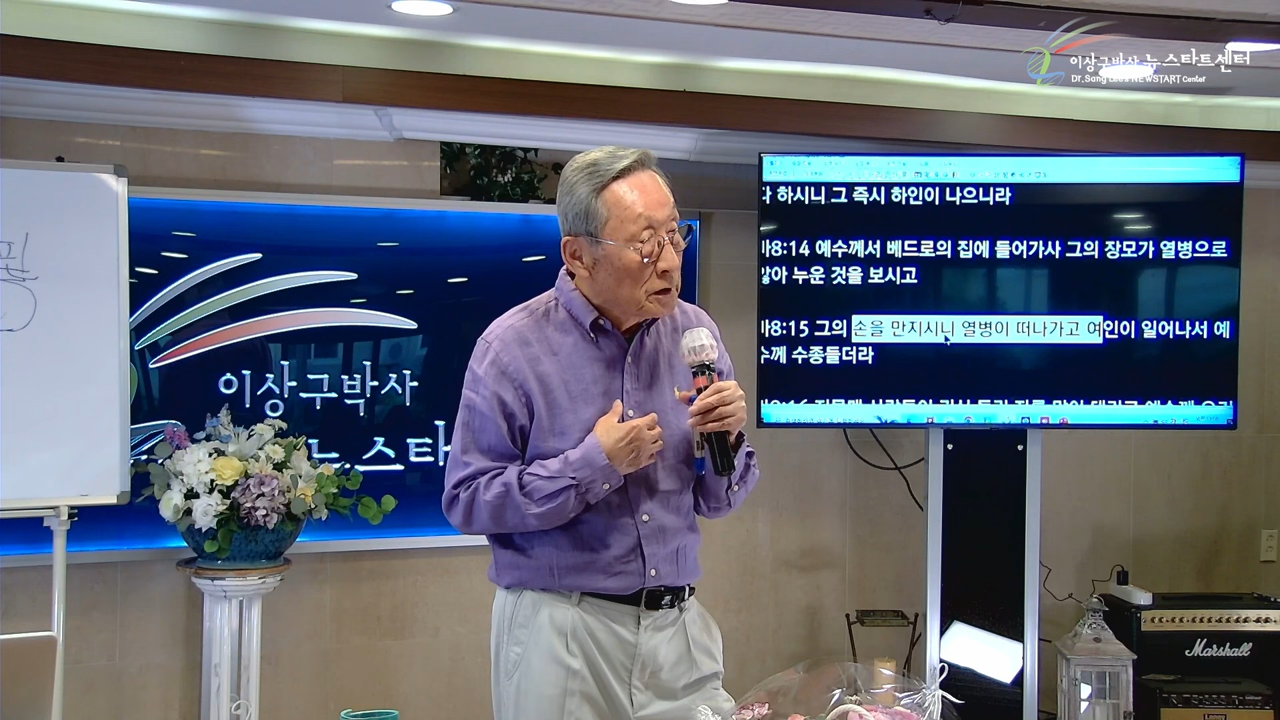 이상구박사 뉴스타트센터
Dr. Sang Lee's NEWSTART Center
이상구박사
뉴스타
하시니 그 즉시 하인이 나으니라
8:14 예수께서 베드로의 집에 들어가사 그의 장모가 열병으로
앓아 누운 것을 보시고
8:15 그의 손을 만지시니 열병이 떠나가고 여인이 일어나서 예
수께 수종들더라
Marshall